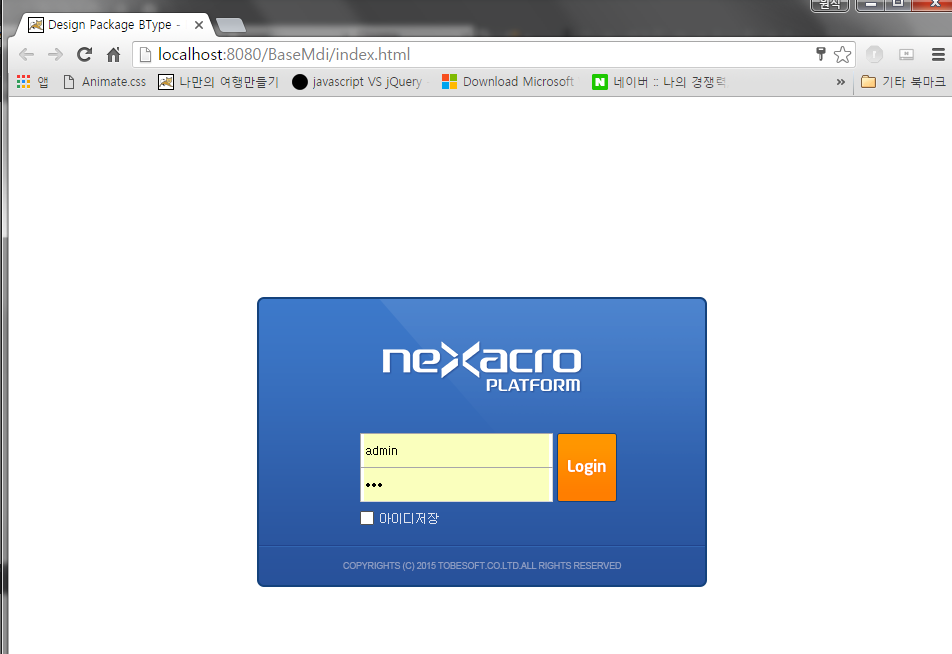 원식
Design Package BType -
localhost:8080/BaseMdi/index.html
앱 Animate.css 나만의 여행만들기 javascript VS jQuery Download Microsoft N 네이버 :: 나의 경쟁력 » 기타 북마크
nexacro
PLATFORM
admin
Login
아이디저장
COPYRIGHTS (C) 2015 TOBESOFT.CO.LTD.ALL RIGHTS RESERVED